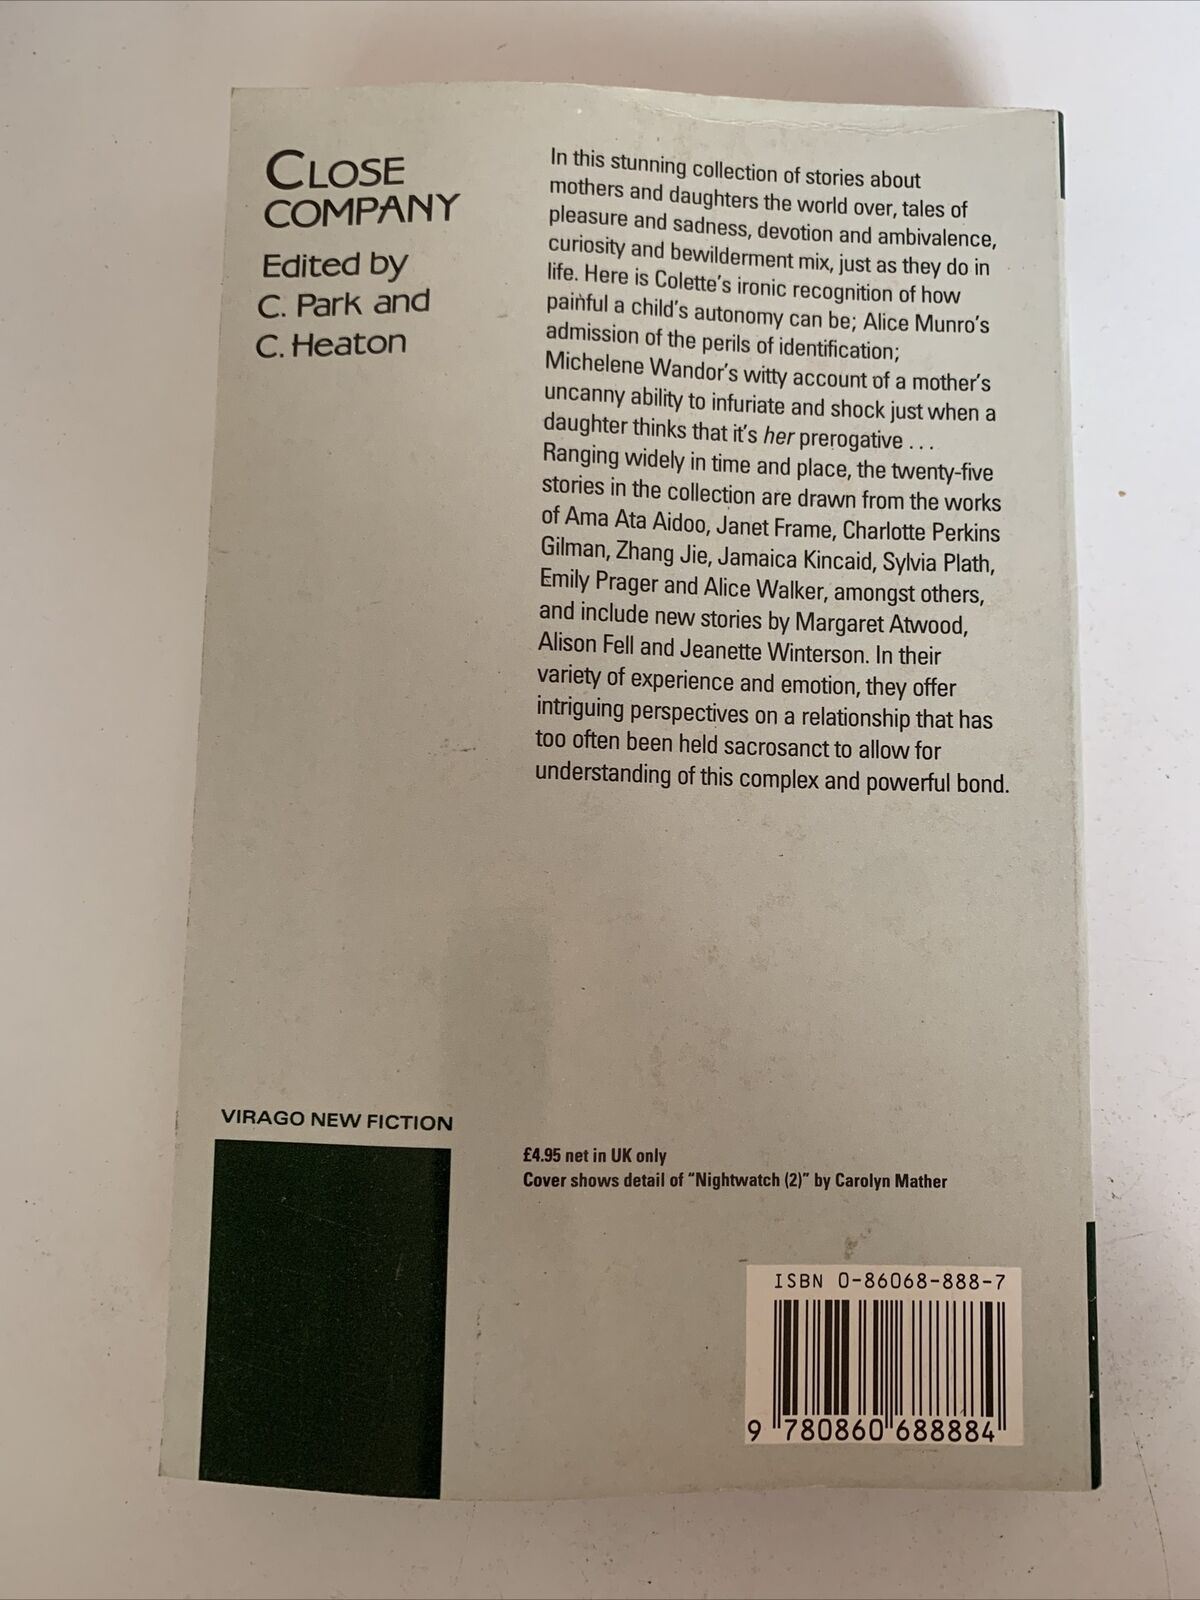 CLOSE
COMPANY
Edited by
C. Park and
C. Heaton
In this stunning collection of stories about
mothers and daughters the world over, tales of
pleasure and sadness, devotion and ambivalence,
curiosity and bewilderment mix, just as they do in
life. Here is Colette's ironic recognition of how
painful a child's autonomy can be; Alice Munro's
admission of the perils of identification;
Michelene Wandor's witty account of a mother's
uncanny ability to infuriate and shock just when a
daughter thinks that it's her prerogative ...
Ranging widely in time and place, the twenty-five
stories in the collection are drawn from the works
of Ama Ata Aidoo, Janet Frame, Charlotte Perkins
Gilman, Zhang Jie, Jamaica Kincaid, Sylvia Plath,
Emily Prager and Alice Walker, amongst others,
and include new stories by Margaret Atwood,
Alison Fell and Jeanette Winterson. In their
variety of experience and emotion, they offer
intriguing perspectives on a relationship that has
too often been held sacrosanct to allow for
understanding of this complex and powerful bond.
VIRAGO NEW FICTION
£4.95 net in UK only
Cover shows detail of "Nightwatch (2)" by Carolyn Mather
ISBN 0-86068-888-7
9 780860 688884